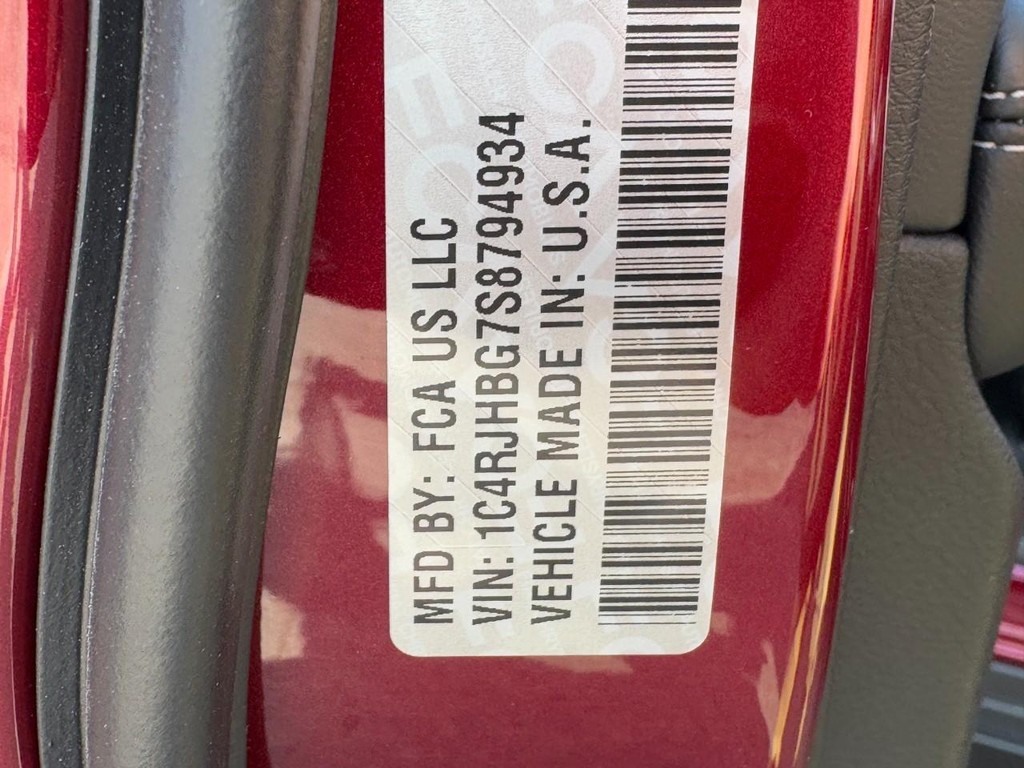 MFD BY: FCA US LLC
VIN: 1C4RJHBG7S8794934
VEHICLE MADE IN: U.S.A.